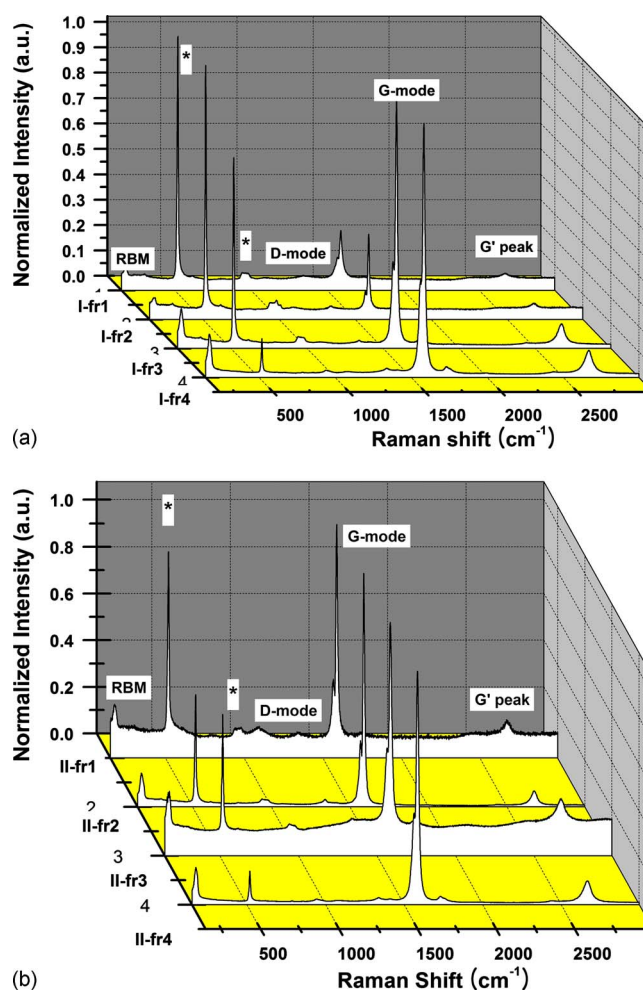 1.0
0.9
0.8
0.7
0.6
0.5
0.4
0.3
0.2
0.1
0.0
Normalized Intensity (a.u.)
*
G-mode
RBM
*
D-mode
G' peak
1
I-fr1
2
I-fr2
3
I-fr3
4
I-fr4
500 1000 1500 2000 2500
Raman shift (cm-1)
(a)
1.0
0.8
0.6
0.4
0.2
0.0
Normalized Intensity (a.u.)
*
G-mode
RBM
*
D-mode
G' peak
II-fr1
2
II-fr2
3
II-fr3
4
II-fr4
500 1000 1500 2000 2500
Raman Shift (cm-1)
(b)